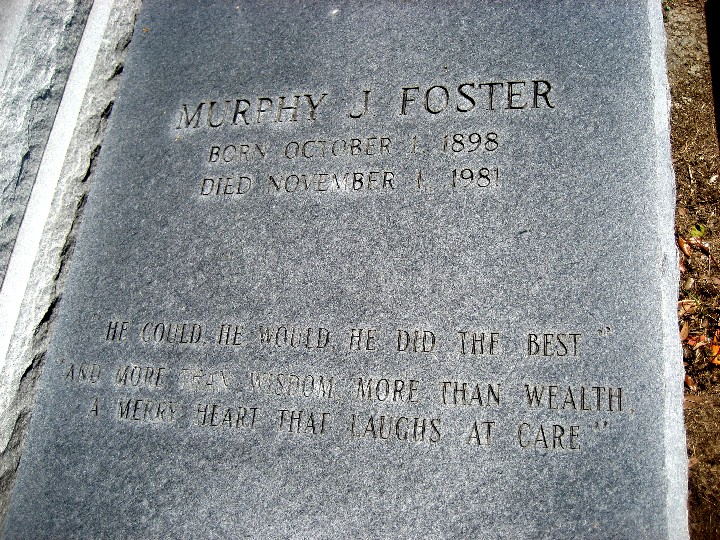 MURPHY J FOSTER
BORN OCTOBER 1, 1898
DIED NOVEMBER 1, 1981
"HE COULD, HE WOULD, HE DID THE BEST."
"AND MORE THAN WISDOM, MORE THAN WEALTH,
A MERRY HEART THAT LAUGHS AT CARE."